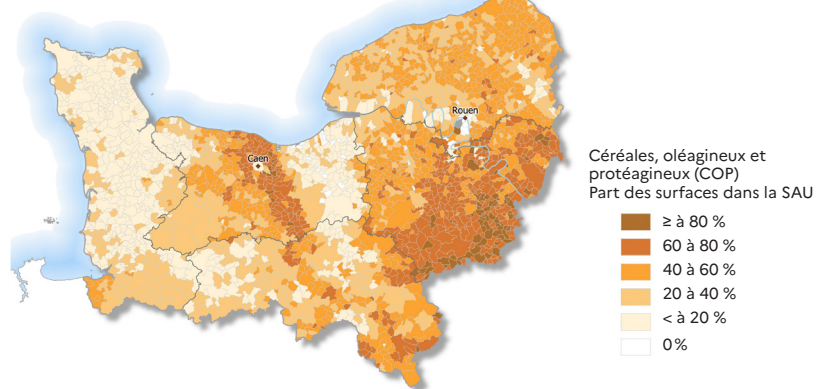 Rouen
Caen
Céréales, oléagineux et
protéagineux (COP)
Part des surfaces dans la SAU
≥ à 80 %
60 à 80 %
40 à 60 %
20 à 40 %
< à 20 %
0 %